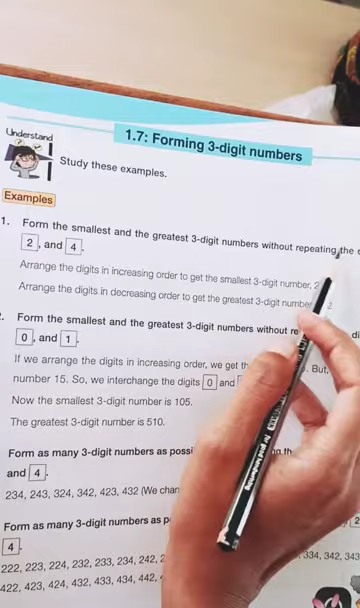 Understand
1.7: Forming 3-digit numbers
Study these examples.
Examples
1. Form the smallest and the greatest 3-digit numbers without repeating the
2, and 4.
Arrange the digits in increasing order to get the smallest 3-digit number, 2
Arrange the digits in decreasing order to get the greatest 3-digit number
2
Form the smallest and the greatest 3-digit numbers without
di
0, and 1.
If we arrange the digits in increasing order, we get
But,
number 15. So, we interchange the digits 0 and
Now the smallest 3-digit number is 105.
The greatest 3-digit number is 510.
Form as many 3-digit numbers as
and 4.
234, 243, 324, 342, 423, 432 (We
Form as many 3-digit numbers as
2
4.
222, 223, 224, 232, 233, 234, 242,
334, 342, 343
422, 423, 424, 432, 433, 434, 442,